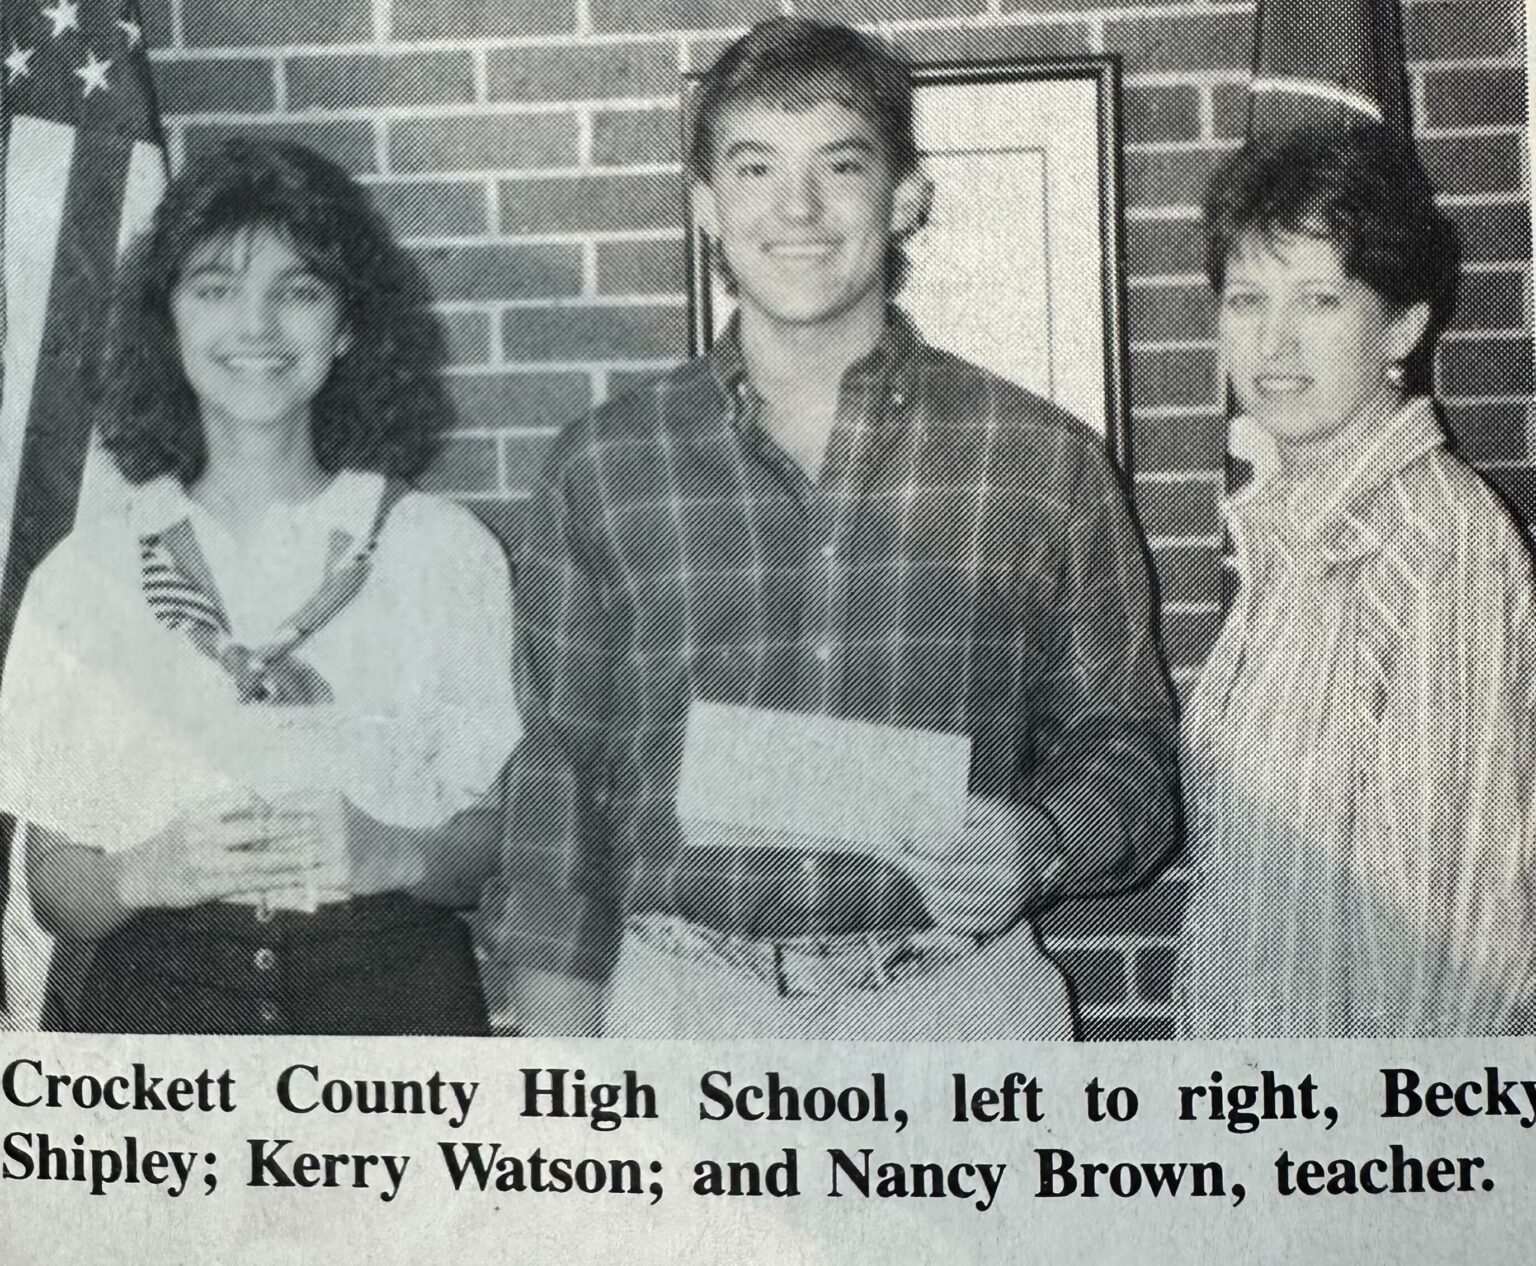 Crockett County High School, left to right, Becky
Shipley; Kerry Watson; and Nancy Brown, teacher.